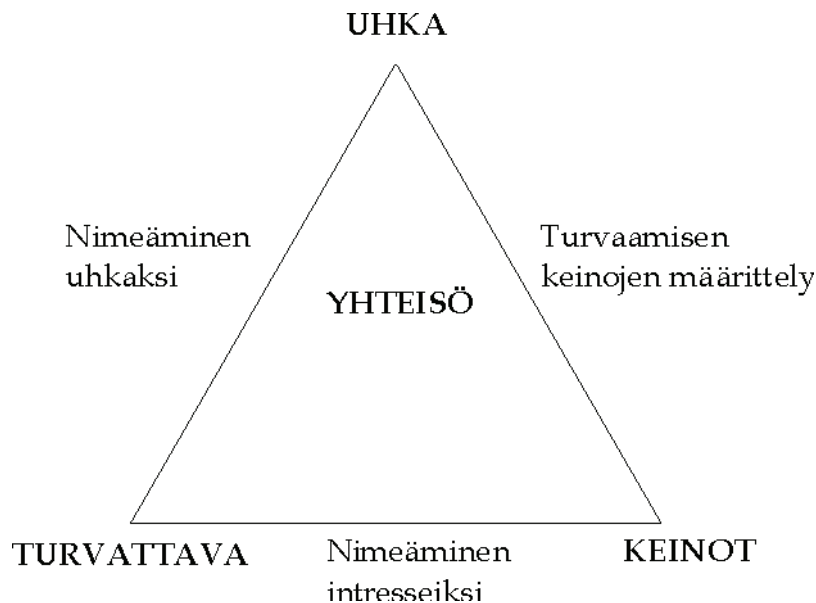 UHKA
Nimeäminen
uhkaksi
Turvaamisen
keinojen määrittely
YHTEISÖ
TURVATTAVA
Nimeäminen
intresseiksi
KEINOT